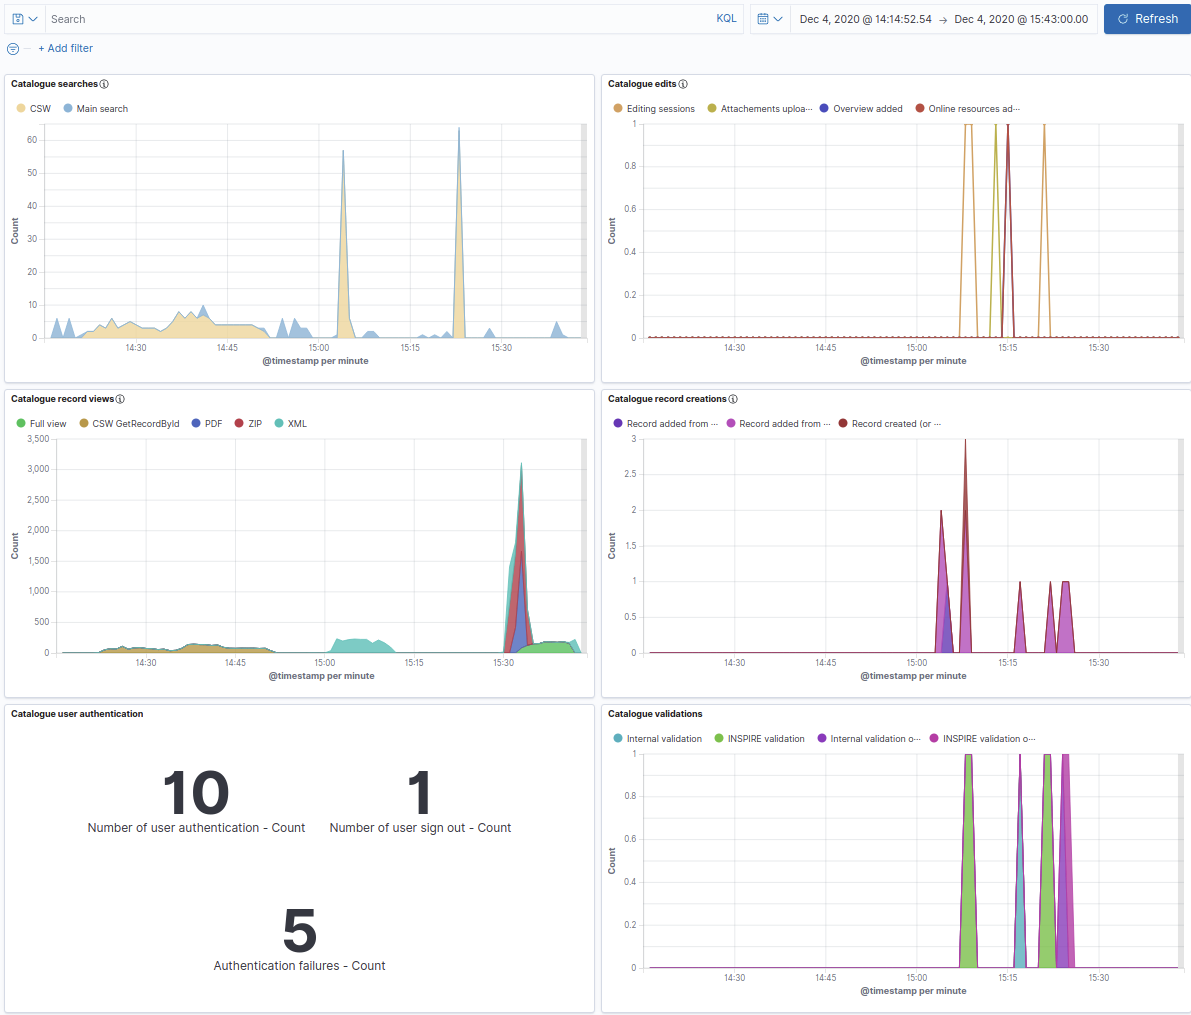 Search KQL Dec 4, 2020 @ 14:14:52.54 → Dec 4, 2020 @ 15:43:00.00 Refresh
+ Add filter
Catalogue searches
CSW Main search
60
50
40
30
20
10
0
Count
14:30 14:45 15:00 15:15 15:30
@timestamp per minute
Catalogue edits
Editing sessions Attachements uploa··· Overview added Online resources ad···
1
0.8
0.6
0.4
0.2
0
Count
14:30 14:45 15:00 15:15 15:30
@timestamp per minute
Catalogue record views
Full view CSW GetRecordById PDF ZIP XML
3,500
3,000
2,500
2,000
1,500
1,000
500
0
Count
14:30 14:45 15:00 15:15 15:30
@timestamp per minute
Catalogue record creations
Record added from ··· Record added from ··· Record created (or ···
3
2.5
2
1.5
1
0.5
0
Count
14:30 14:45 15:00 15:15 15:30
@timestamp per minute
Catalogue user authentication
10
Number of user authentication - Count
1
Number of user sign out - Count
5
Authentication failures - Count
Catalogue validations
Internal validation INSPIRE validation Internal validation o··· INSPIRE validation o···
1
0.8
0.6
0.4
0.2
0
Count
14:30 14:45 15:00 15:15 15:30
@timestamp per minute